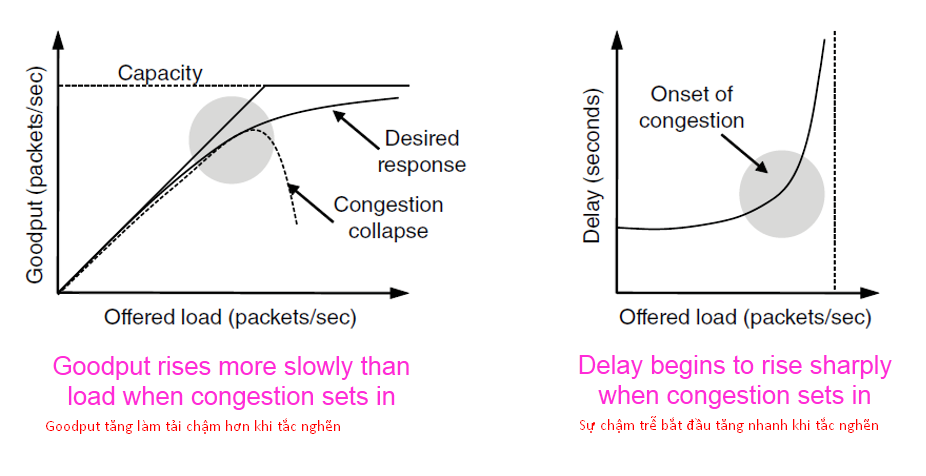 Capacity
Desired
response
Congestion
collapse
Goodput (packets/sec)
Offered load (packets/sec)
Goodput rises more slowly than
load when congestion sets in
Goodput tăng làm tải chậm hơn khi tắc nghẽn
Onset of
congestion
Delay (seconds)
Offered load (packets/sec)
Delay begins to rise sharply
when congestion sets in
Sự chậm trễ bắt đầu tăng nhanh khi tắc nghẽn